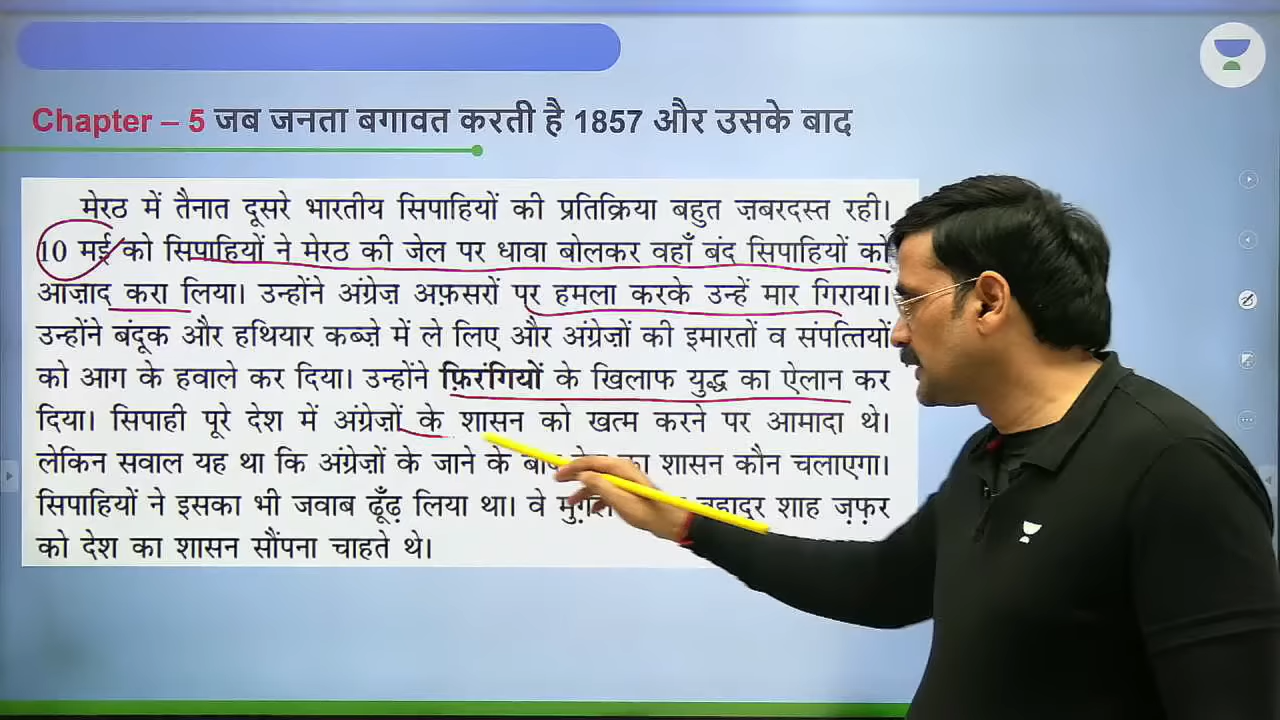 Chapter – 5 जब जनता बगावत करती है 1857 और उसके बाद
मेरठ में तैनात दूसरे भारतीय सिपाहियों की प्रतिक्रिया बहुत ज़बरदस्त रही।
10 मई को सिपाहियों ने मेरठ की जेल पर धावा बोलकर वहाँ बंद सिपाहियों को
आज़ाद करा लिया। उन्होंने अंग्रेज़ अफ़सरों पर हमला करके उन्हें मार गिराया।
उन्होंने बंदूक और हथियार कब्ज़े में ले लिए और अंग्रेज़ों की इमारतों व संपत्तियों
को आग के हवाले कर दिया। उन्होंने फ़िरंगियों के खिलाफ युद्ध का ऐलान कर
दिया। सिपाही पूरे देश में अंग्रेज़ों के शासन को खत्म करने पर आमादा थे।
लेकिन सवाल यह था कि अंग्रेज़ों के जाने के का शासन कौन चलाएगा।
सिपाहियों ने इसका भी जवाब ढूँढ़ लिया था। वे शाह ज़फ़र
को देश का शासन सौंपना चाहते थे।